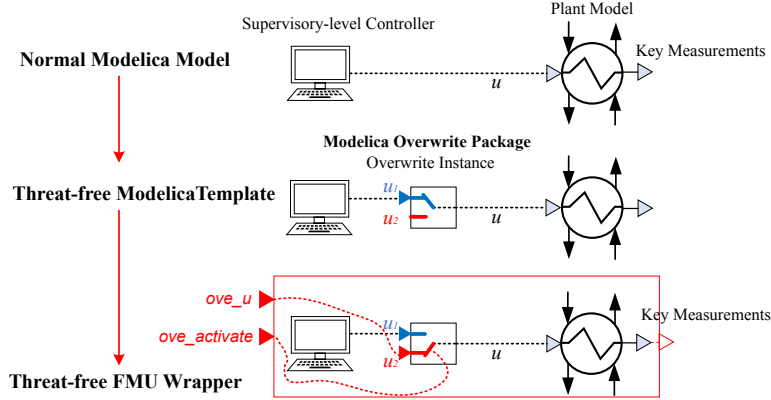 Plant Model
Supervisory-level Controller
Normal Modelica Model
Key Measurements
u
Modelica Overwrite Package
Overwrite Instance
Threat-free ModelicaTemplate
u1
u2
u
ove_u
ove_activate
u1
u2
u
Key Measurements
Threat-free FMU Wrapper